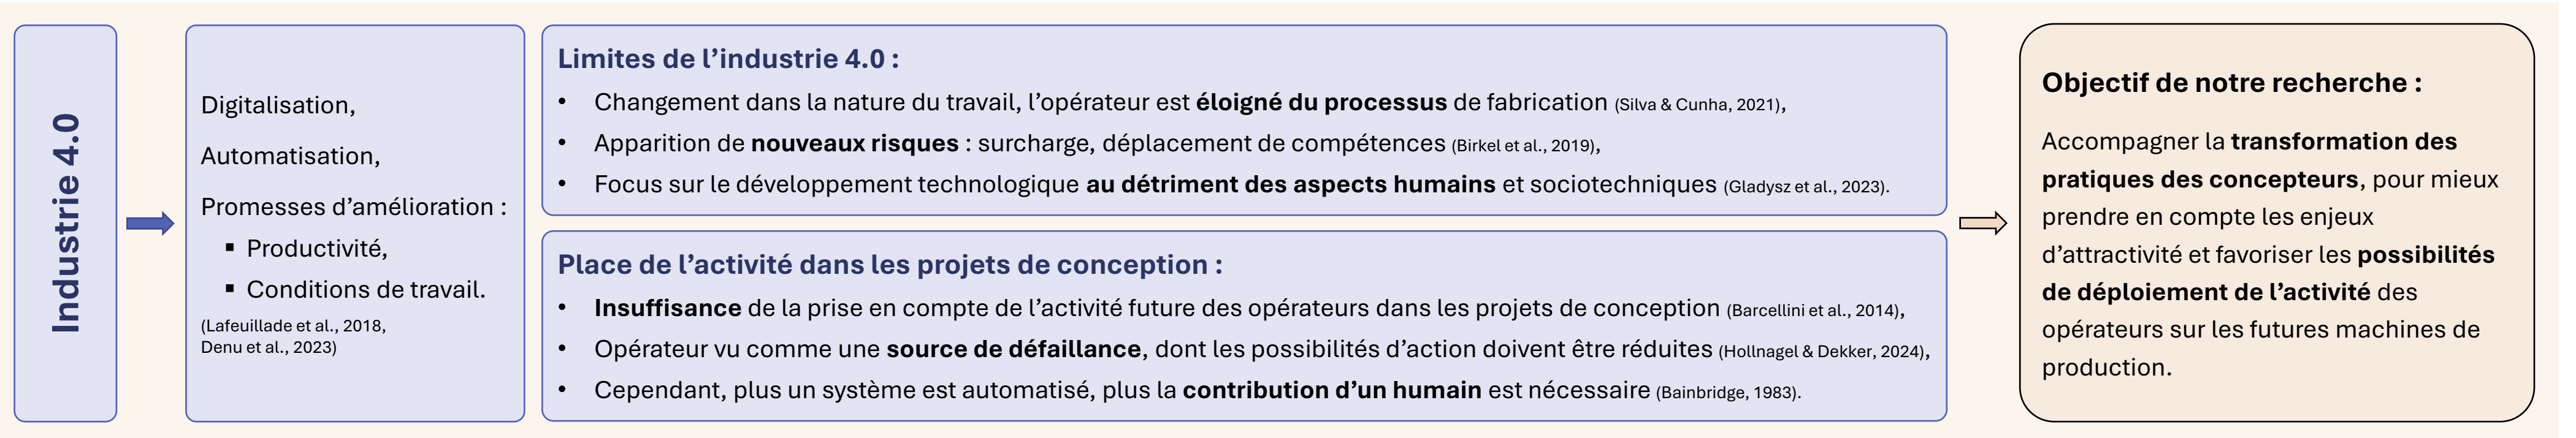 Industrie 4.0
Digitalisation,
Automatisation,
Promesses d’amélioration :
▪ Productivité,
▪ Conditions de travail.
(Lafeuillade et al., 2018,
Denu et al., 2023)
Limites de l’industrie 4.0 :
• Changement dans la nature du travail, l’opérateur est éloigné du processus de fabrication (Silva & Cunha, 2021),
• Apparition de nouveaux risques : surcharge, déplacement de compétences (Birkel et al., 2019),
• Focus sur le développement technologique au détriment des aspects humains et sociotechniques (Gladysz et al., 2023).
Place de l’activité dans les projets de conception :
• Insuffisance de la prise en compte de l’activité future des opérateurs dans les projets de conception (Barcellini et al., 2014),
• Opérateur vu comme une source de défaillance, dont les possibilités d’action doivent être réduites (Hollnagel & Dekker, 2024),
• Cependant, plus un système est automatisé, plus la contribution d’un humain est nécessaire (Bainbridge, 1983).
Objectif de notre recherche :
Accompagner la transformation des
pratiques des concepteurs, pour mieux
prendre en compte les enjeux
d’attractivité et favoriser les possibilités
de déploiement de l’activité des
opérateurs sur les futures machines de
production.